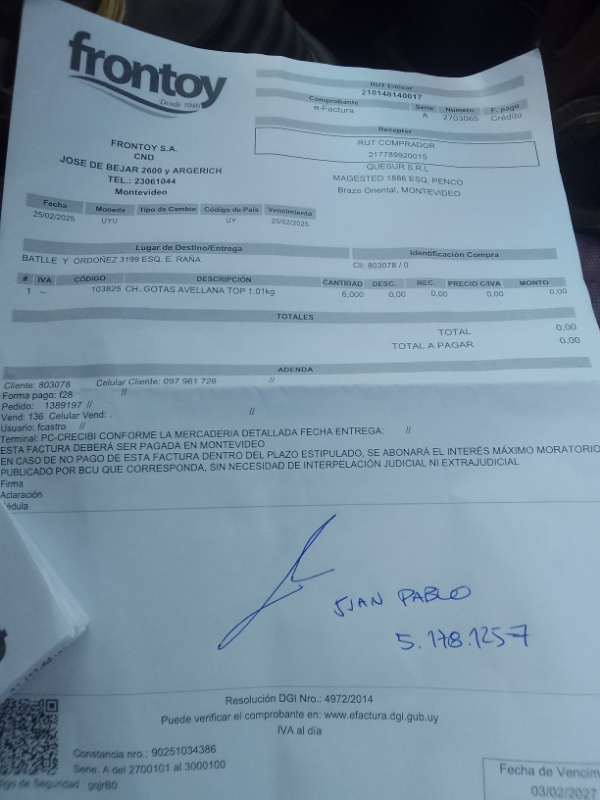 frontoy
Desde 1940
RUT Emisor
210148140017
Comprobante Serie Número F. pago
e-Factura A 2703065 Crédito
Receptor
RUT COMPRADOR
217789920015
QUESUR S.R.L
MAGESTED 1886 ESQ. PENCO
Brazo Oriental, MONTEVIDEO
FRONTOY S.A.
CND
JOSE DE BEJAR 2600 y ARGERICH
TEL.: 23061044
Montevideo
Fecha Moneda Tipo de Cambio Código de País Vencimiento
25/02/2025 UYU UY 25/02/2025
Lugar de Destino/Entrega Identificación Compra
BATLLE Y ORDOÑEZ 3199 ESQ. E. RAÑA Cli: 803078 / 0
# IVA CÓDIGO DESCRIPCIÓN CANTIDAD DESC. REC. PRECIO C/IVA MONTO
1 -- 103825 CH. GOTAS AVELLANA TOP 1.01kg 6,000 0,00 0,00 0,00 0,00
TOTALES
TOTAL 0,00
TOTAL A PAGAR 0,00
ADENDA
Cliente: 803078 Celular Cliente: 097 961 726 //
Forma pago: f28 //
Pedido: 1389197 //
Vend: 136 Celular Vend: . //
Usuario: fcastro //
Terminal: PC-CRECIBI CONFORME LA MERCADERIA DETALLADA FECHA ENTREGA: //
ESTA FACTURA DEBERÁ SER PAGADA EN MONTEVIDEO
EN CASO DE NO PAGO DE ESTA FACTURA DENTRO DEL PLAZO ESTIPULADO, SE ABONARÁ EL INTERÉS MÁXIMO MORATORIO
PUBLICADO POR BCU QUE CORRESPONDA, SIN NECESIDAD DE INTERPELACIÓN JUDICIAL NI EXTRAJUDICIAL
Firma
Aclaración
édula
JUAN PABLO
5.178.125-7
Resolución DGI Nro.: 4972/2014
Puede verificar el comprobante en: www.efactura.dgi.gub.uy
IVA al día
Constancia nro.: 90251034386
Serie: A del 2700101 al 3000100
igo de Seguridad : gqjrB0
Fecha de Vencim
03/02/2027